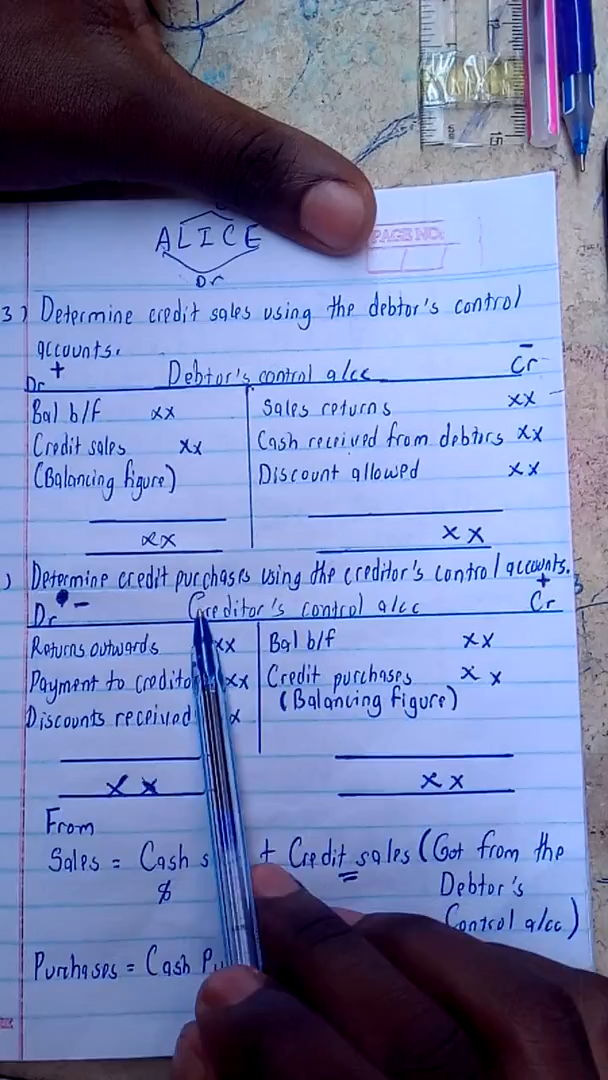 PAGE NO:
ALICE
Dr
3) Determine credit sales using the debtor's control
accounts.
Dr + Debtor's control a/cc Cr -
Bal b/f xx Sales returns xx
Credit sales xx Cash received from debtors xx
(Balancing figure) Discount allowed xx
xx xx
) Determine credit purchases using the creditor's control accounts.
Dr - Creditor's control a/cc Cr +
Returns outwards xx Bal b/f xx
Payment to xx Credit purchases xx
Discounts received x (Balancing figure)
xx xx
From
Sales = Cash + Credit sales (Got from the
$ Debtor's
Control a/cc)
Purchases = Cash